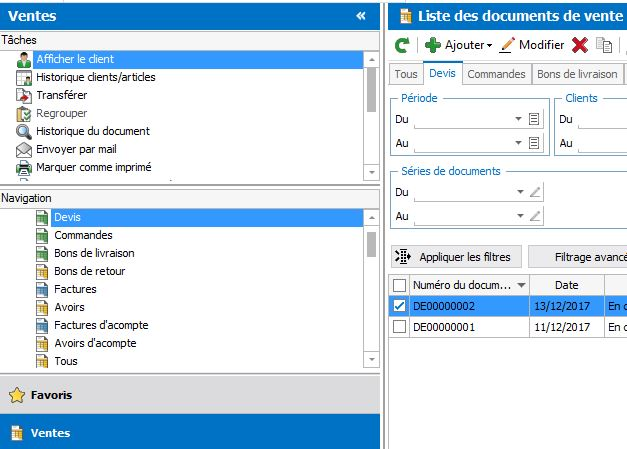 Ventes «
Tâches
Afficher le client
Historique clients/articles
Transférer
Regrouper
Historique du document
Envoyer par mail
Marquer comme imprimé
Navigation
Devis
Commandes
Bons de livraison
Bons de retour
Factures
Avoirs
Factures d'acompte
Avoirs d'acompte
Tous
Favoris
Ventes
Liste des documents de vente
Ajouter Modifier
Tous Devis Commandes Bons de livraison
Période Clients
Du Du
Au Au
Séries de documents
Du
Au
Appliquer les filtres Filtrage avancé
Numéro du docum... Date
DE00000002 13/12/2017 En c
DE00000001 11/12/2017 En c